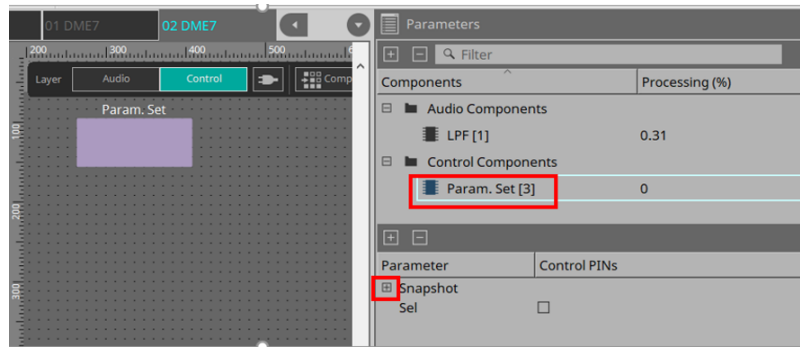 01 DME7
02 DME7
200
300
400
500
Layer
Audio
Control
Comp
Param. Set
100
200
300
Parameters
Filter
Components
Processing (%)
Audio Components
LPF [1]
0.31
Control Components
Param. Set [3]
0
Parameter
Control PINs
Snapshot
Sel